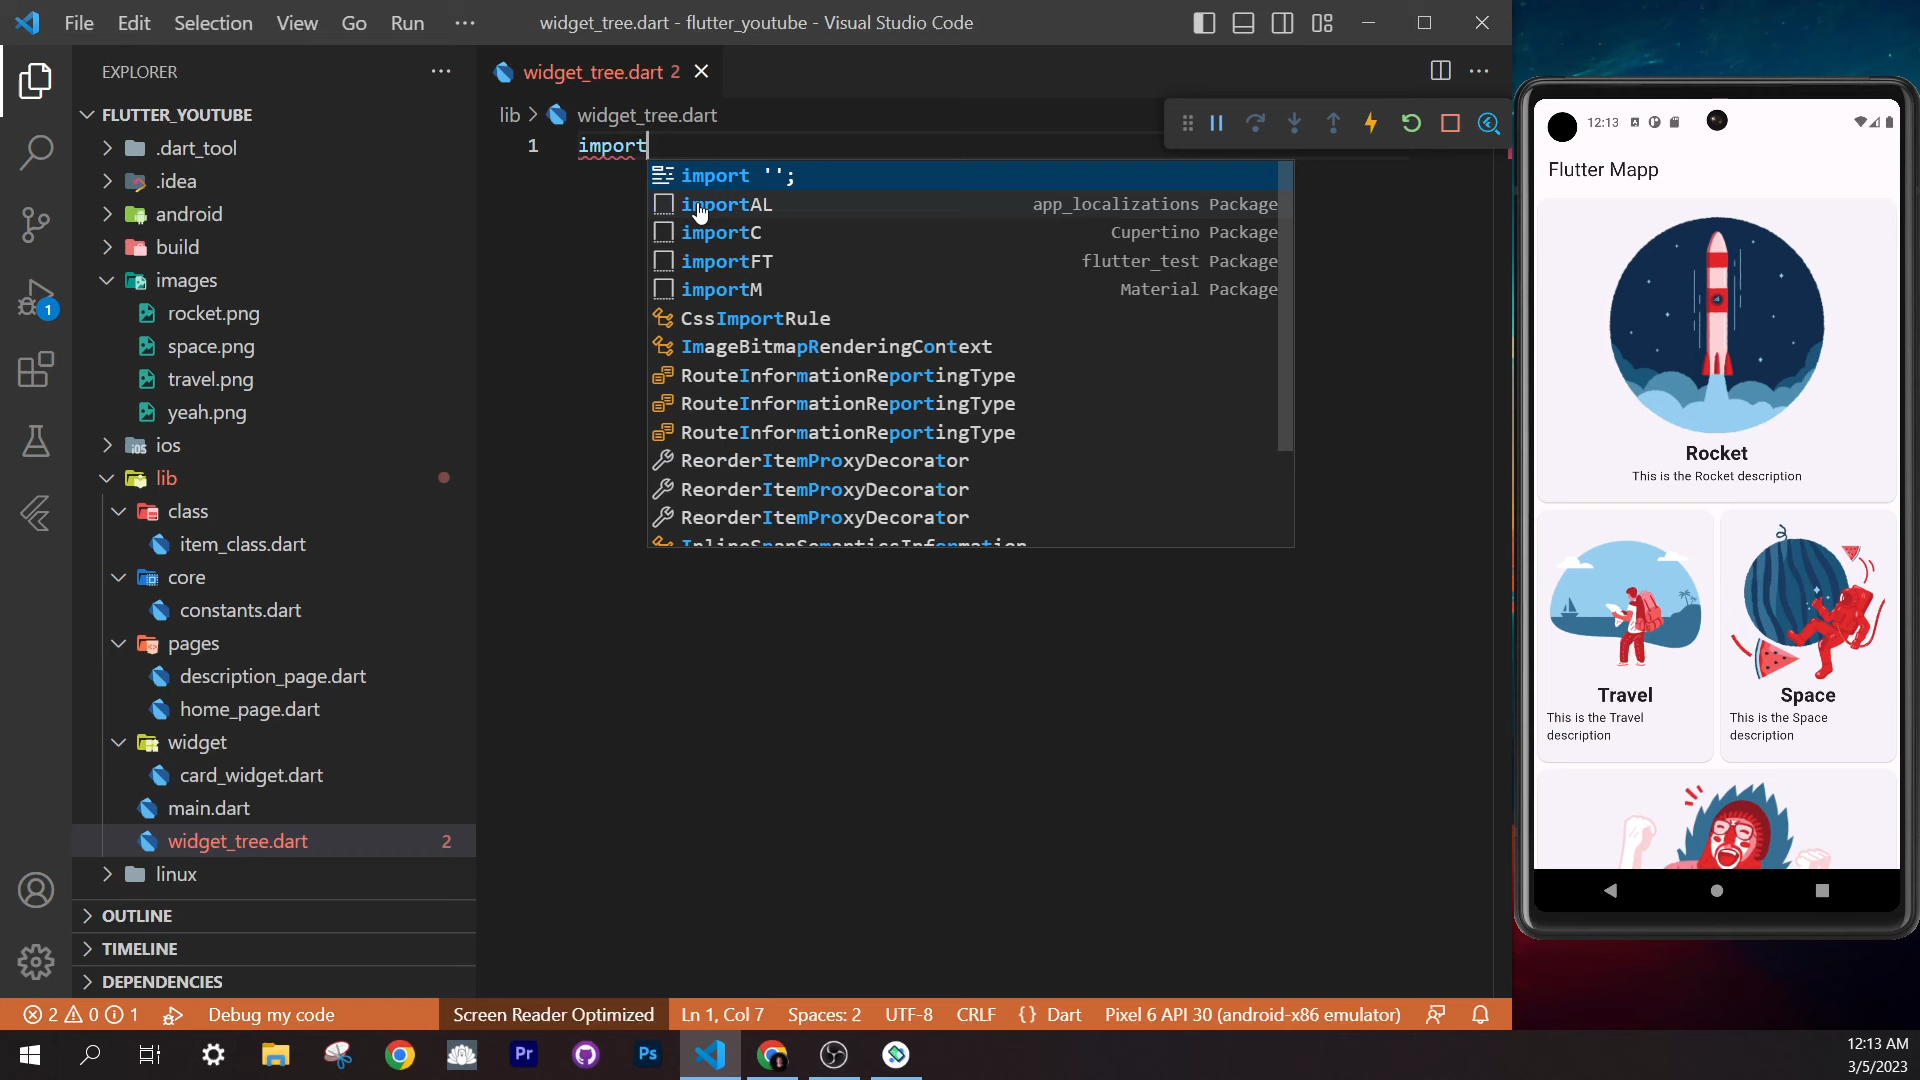 File Edit Selection View Go Run ···
widget_tree.dart - flutter_youtube - Visual Studio Code
EXPLORER
FLUTTER_YOUTUBE
.dart_tool
.idea
android
build
images
rocket.png
space.png
travel.png
yeah.png
ios
lib
class
item_class.dart
core
constants.dart
pages
description_page.dart
home_page.dart
widget
card_widget.dart
main.dart
widget_tree.dart 2
linux
OUTLINE
TIMELINE
DEPENDENCIES
1
widget_tree.dart 2
lib > widget_tree.dart
1 import
import '';
importAL app_localizations Package
importC Cupertino Package
importFT flutter_test Package
importM Material Package
CssImportRule
ImageBitmapRenderingContext
RouteInformationReportingType
RouteInformationReportingType
RouteInformationReportingType
ReorderItemProxyDecorator
ReorderItemProxyDecorator
ReorderItemProxyDecorator
InlineSpanSemanticsInformation
12:13
Flutter Mapp
Rocket
This is the Rocket description
Travel
This is the Travel
description
Space
This is the Space
description
2 0 1 Debug my code Screen Reader Optimized Ln 1, Col 7 Spaces: 2 UTF-8 CRLF {} Dart Pixel 6 API 30 (android-x86 emulator)
Pr
Ps
12:13 AM
3/5/2023